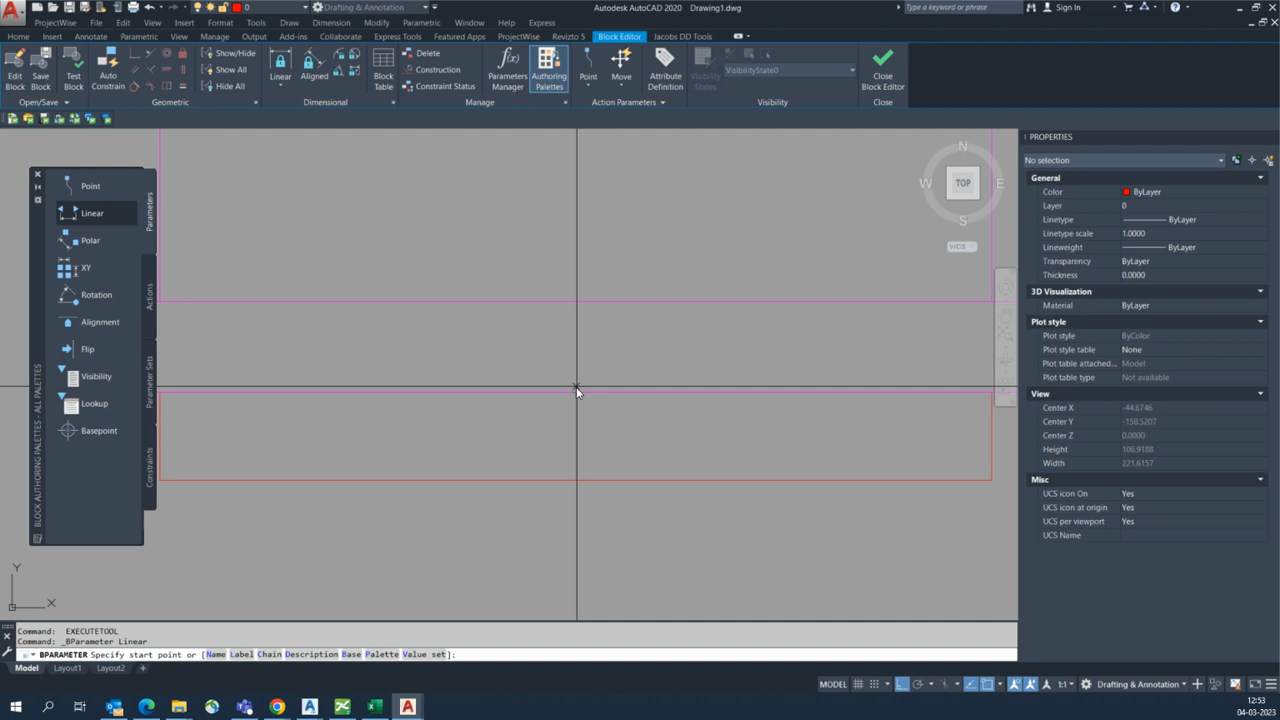 Autodesk AutoCAD 2020 Drawing1.dwg
0
Drafting & Annotation
Type a keyword or phrase
Sign In
ProjectWise File Edit View Insert Format Tools Draw Dimension Modify Parametric Window Help Express
Home Insert Annotate Parametric View Manage Output Add-ins Collaborate Express Tools Featured Apps ProjectWise Revizto 5 Block Editor Jacobs DD Tools
Edit Block
Save Block
Test Block
Auto Constrain
Show/Hide
Show All
Hide All
Linear
Aligned
Block Table
Delete
Construction
Constraint Status
Parameters Manager
Authoring Palettes
Point
Move
Attribute Definition
Visibility States
VisibilityState0
Close Block Editor
Open/Save
Geometric
Dimensional
Manage
Action Parameters
Visibility
Close
Point
Linear
Polar
XY
Rotation
Alignment
Flip
Visibility
Lookup
Basepoint
Parameters
Actions
Parameter Sets
Constraints
BLOCK AUTHORING PALETTES - ALL PALETTES
N
W TOP E
S
WCS
Y
X
PROPERTIES
No selection
General
Color ByLayer
Layer 0
Linetype ByLayer
Linetype scale 1.0000
Lineweight ByLayer
Transparency ByLayer
Thickness 0.0000
3D Visualization
Material ByLayer
Plot style
Plot style ByColor
Plot style table None
Plot table attached... Model
Plot table type Not available
View
Center X -44.6746
Center Y -158.5207
Center Z 0.0000
Height 106.9188
Width 221.6157
Misc
UCS icon On Yes
UCS icon at origin Yes
UCS per viewport Yes
UCS Name
Command: EXECUTETOOL
Command: _BParameter Linear
BPARAMETER Specify start point or [Name Label Chain Description Base Palette Value set]:
Model Layout1 Layout2 +
MODEL
1:1
Drafting & Annotation
12:53
04-03-2023